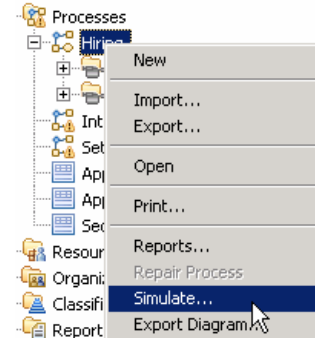 Processes
Hiring
New
Import...
Export...
Int
Set
Open
App
App
Print...
Sec
Resour
Reports...
Organi
Repair Process
Classifi
Simulate...
Report
Export Diagram